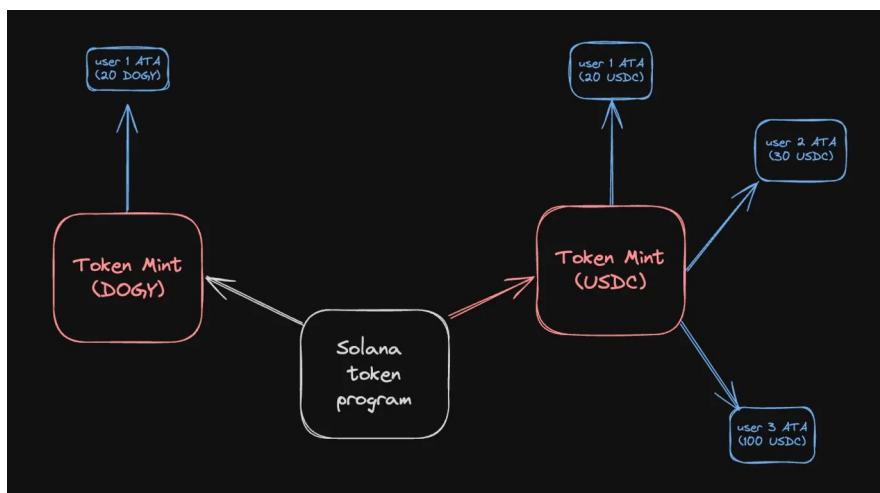 user 1 ATA
(20 DOGY)
user 1 ATA
(20 USDC)
user 2 ATA
(30 USDC)
Token Mint
(DOGY)
Token Mint
(USDC)
Solana
token
program
user 3 ATA
(100 USDC)